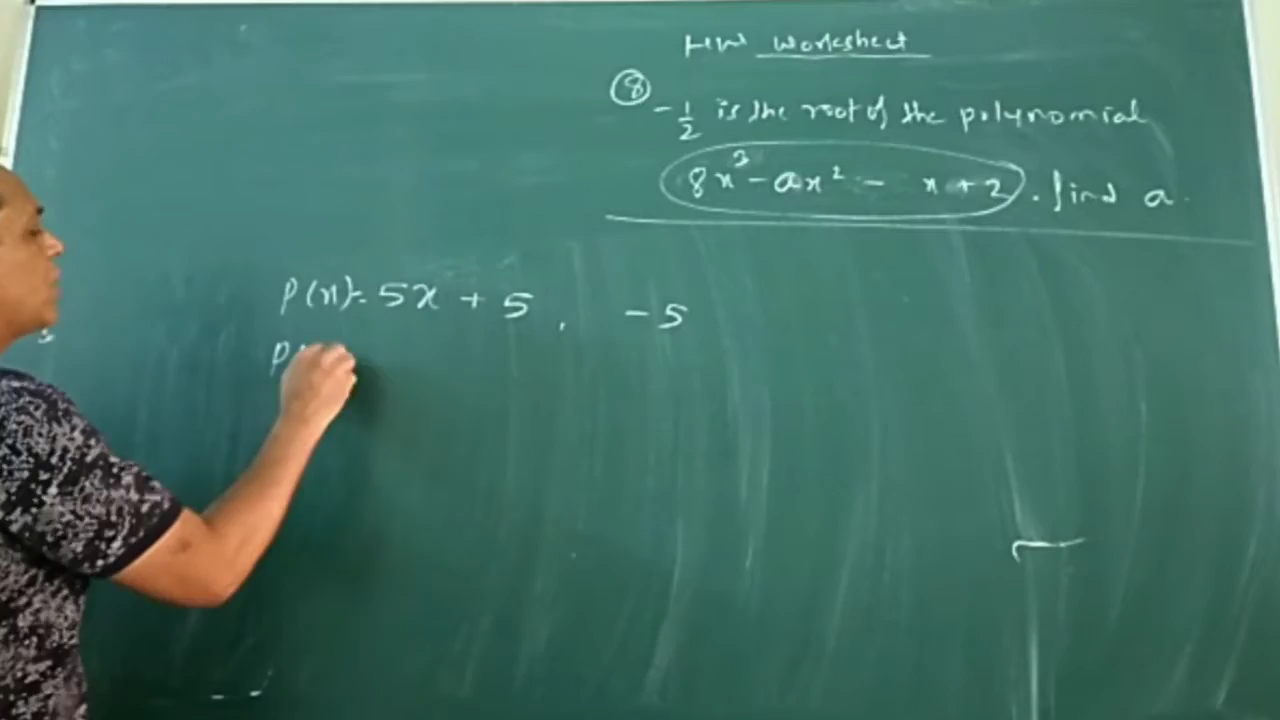 HW Worksheet
⑧ -1/2 is the root of the polynomial
8x³ - ax² - x + 2. find a.
P(x) = 5x + 5, -5
P(